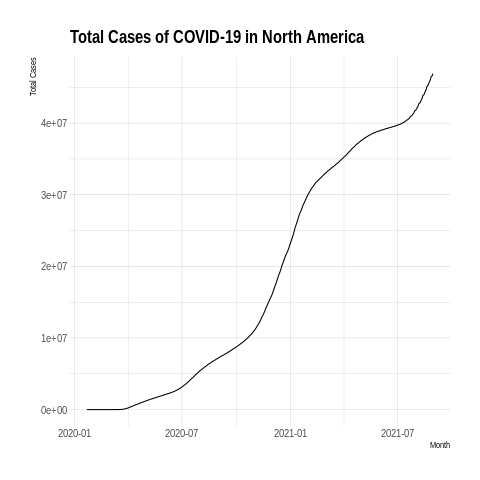 Total Cases of COVID-19 in North America
Total Cases
4e+07
3e+07
2e+07
1e+07
0e+00
2020-01 2020-07 2021-01 2021-07
Month